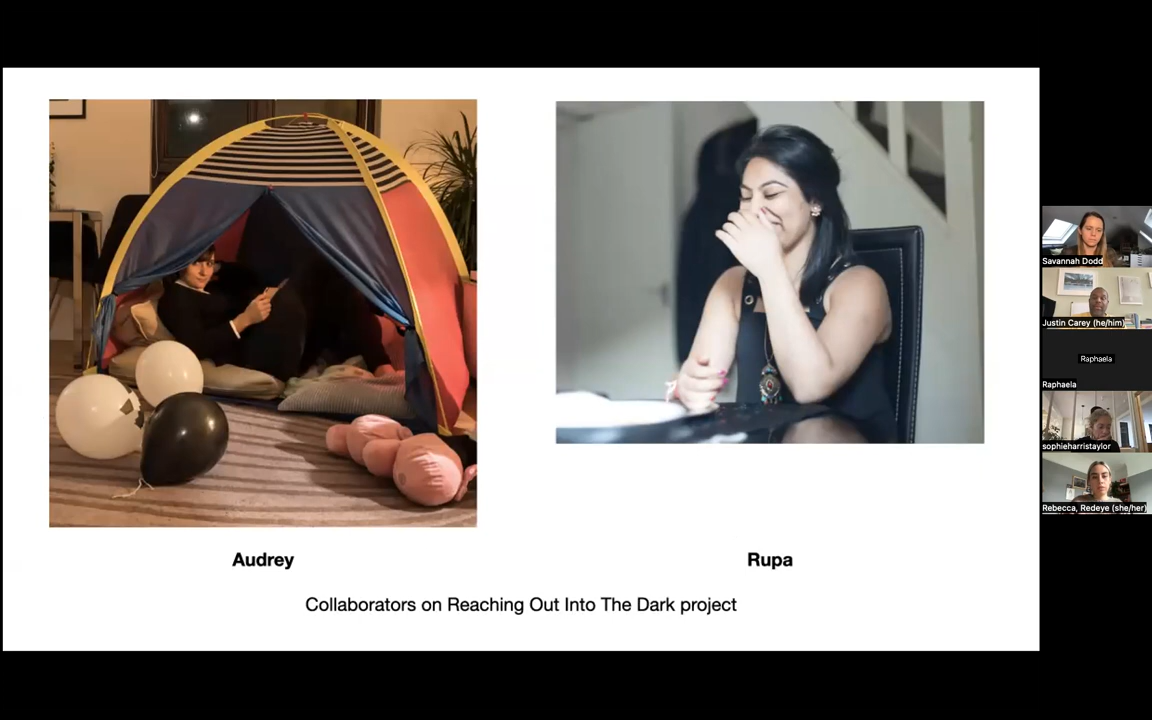 Audrey
Rupa
Collaborators on Reaching Out Into The Dark project
Savannah Dodd
Justin Carey (he/him)
Raphaela
Raphaela
sophieharristaylor
Rebecca, Redeye (she/her)